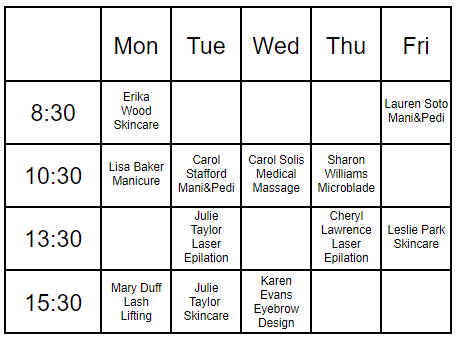 Mon Tue Wed Thu Fri
8:30
Erika
Wood
Skincare
Lauren Soto
Mani&Pedi
10:30
Lisa Baker
Manicure
Carol
Stafford
Mani&Pedi
Carol Solis
Medical
Massage
Sharon
Williams
Microblade
13:30
Julie
Taylor
Laser
Epilation
Cheryl
Lawrence
Laser
Epilation
Leslie Park
Skincare
15:30
Mary Duff
Lash
Lifting
Julie
Taylor
Skincare
Karen
Evans
Eyebrow
Design